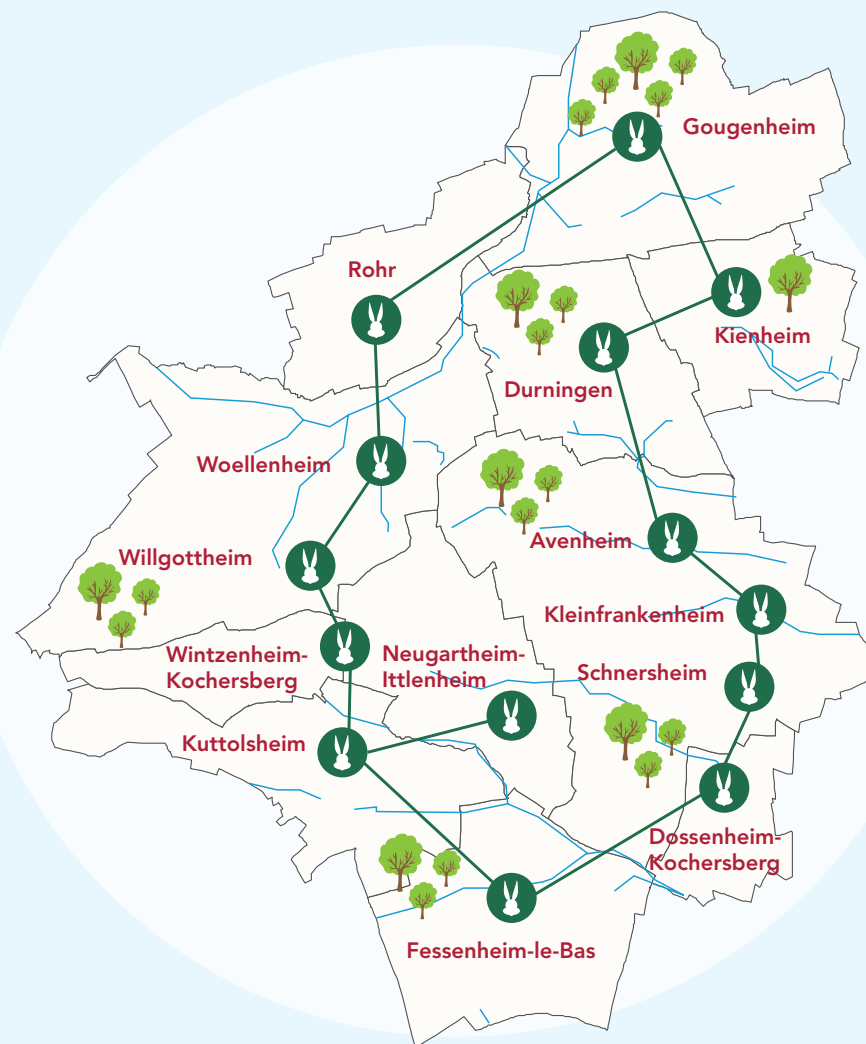 Gougenheim
Rohr
Kienheim
Durningen
Woellenheim
Avenheim
Willgottheim
Kleinfrankenheim
Wintzenheim-
Kochersberg
Neugartheim-
Ittlenheim
Schnersheim
Kuttolsheim
Dossenheim-
Kochersberg
Fessenheim-le-Bas